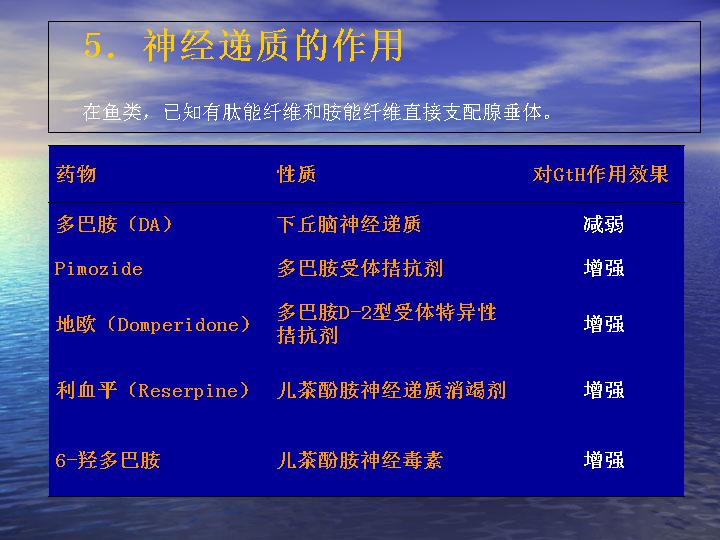 5. 神经递质的作用
在鱼类，已知有肽能纤维和胺能纤维直接支配腺垂体。
药物 性质 对GtH作用效果
多巴胺（DA） 下丘脑神经递质 减弱
Pimozide 多巴胺受体拮抗剂 增强
地欧（Domperidone） 多巴胺D-2型受体特异性
拮抗剂 增强
利血平（Reserpine） 儿茶酚胺神经递质消竭剂 增强
6-羟多巴胺 儿茶酚胺神经毒素 增强